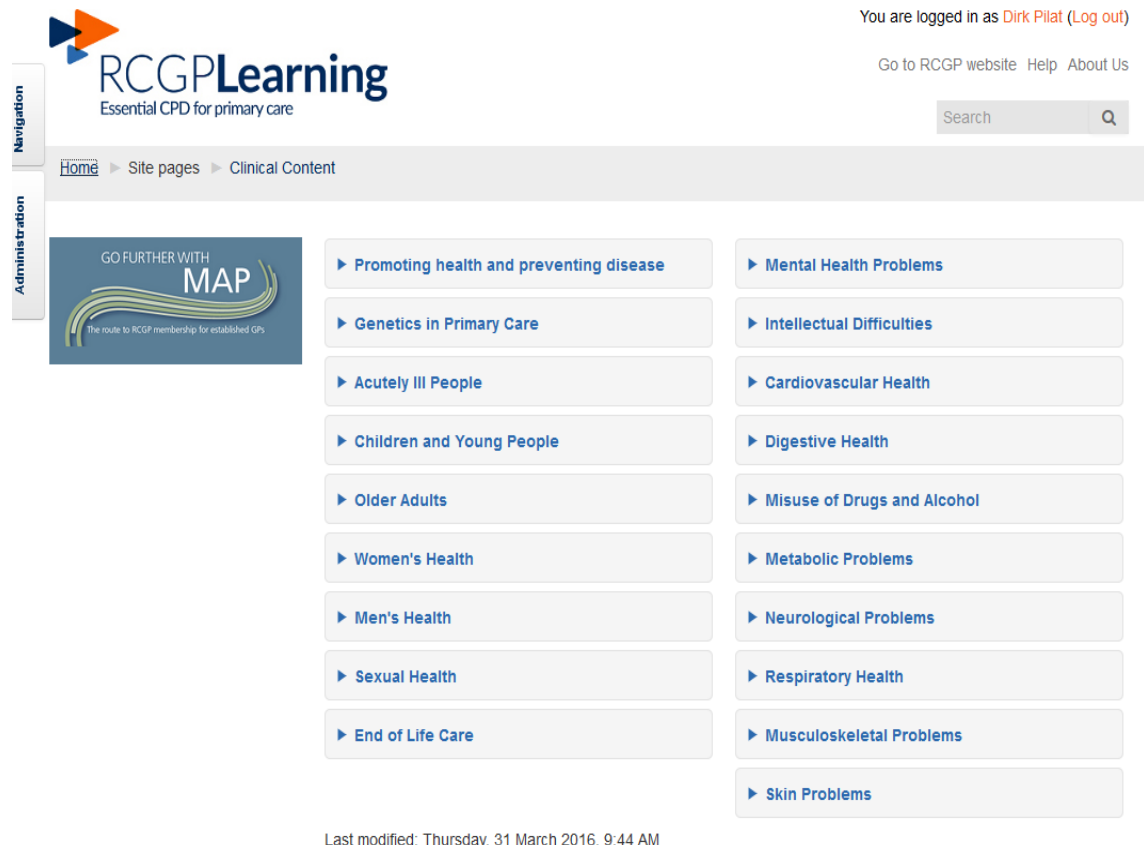 You are logged in as Dirk Pilat (Log out)
RCGPLearning
Essential CPD for primary care
Go to RCGP website Help About Us
Search
Navigation
Administration
Home ▶ Site pages ▶ Clinical Content
GO FURTHER WITH
MAP
The route to RCGP membership for established GPs
Promoting health and preventing disease
Genetics in Primary Care
Acutely Ill People
Children and Young People
Older Adults
Women's Health
Men's Health
Sexual Health
End of Life Care
Mental Health Problems
Intellectual Difficulties
Cardiovascular Health
Digestive Health
Misuse of Drugs and Alcohol
Metabolic Problems
Neurological Problems
Respiratory Health
Musculoskeletal Problems
Skin Problems
Last modified: Thursday, 31 March 2016, 9:44 AM